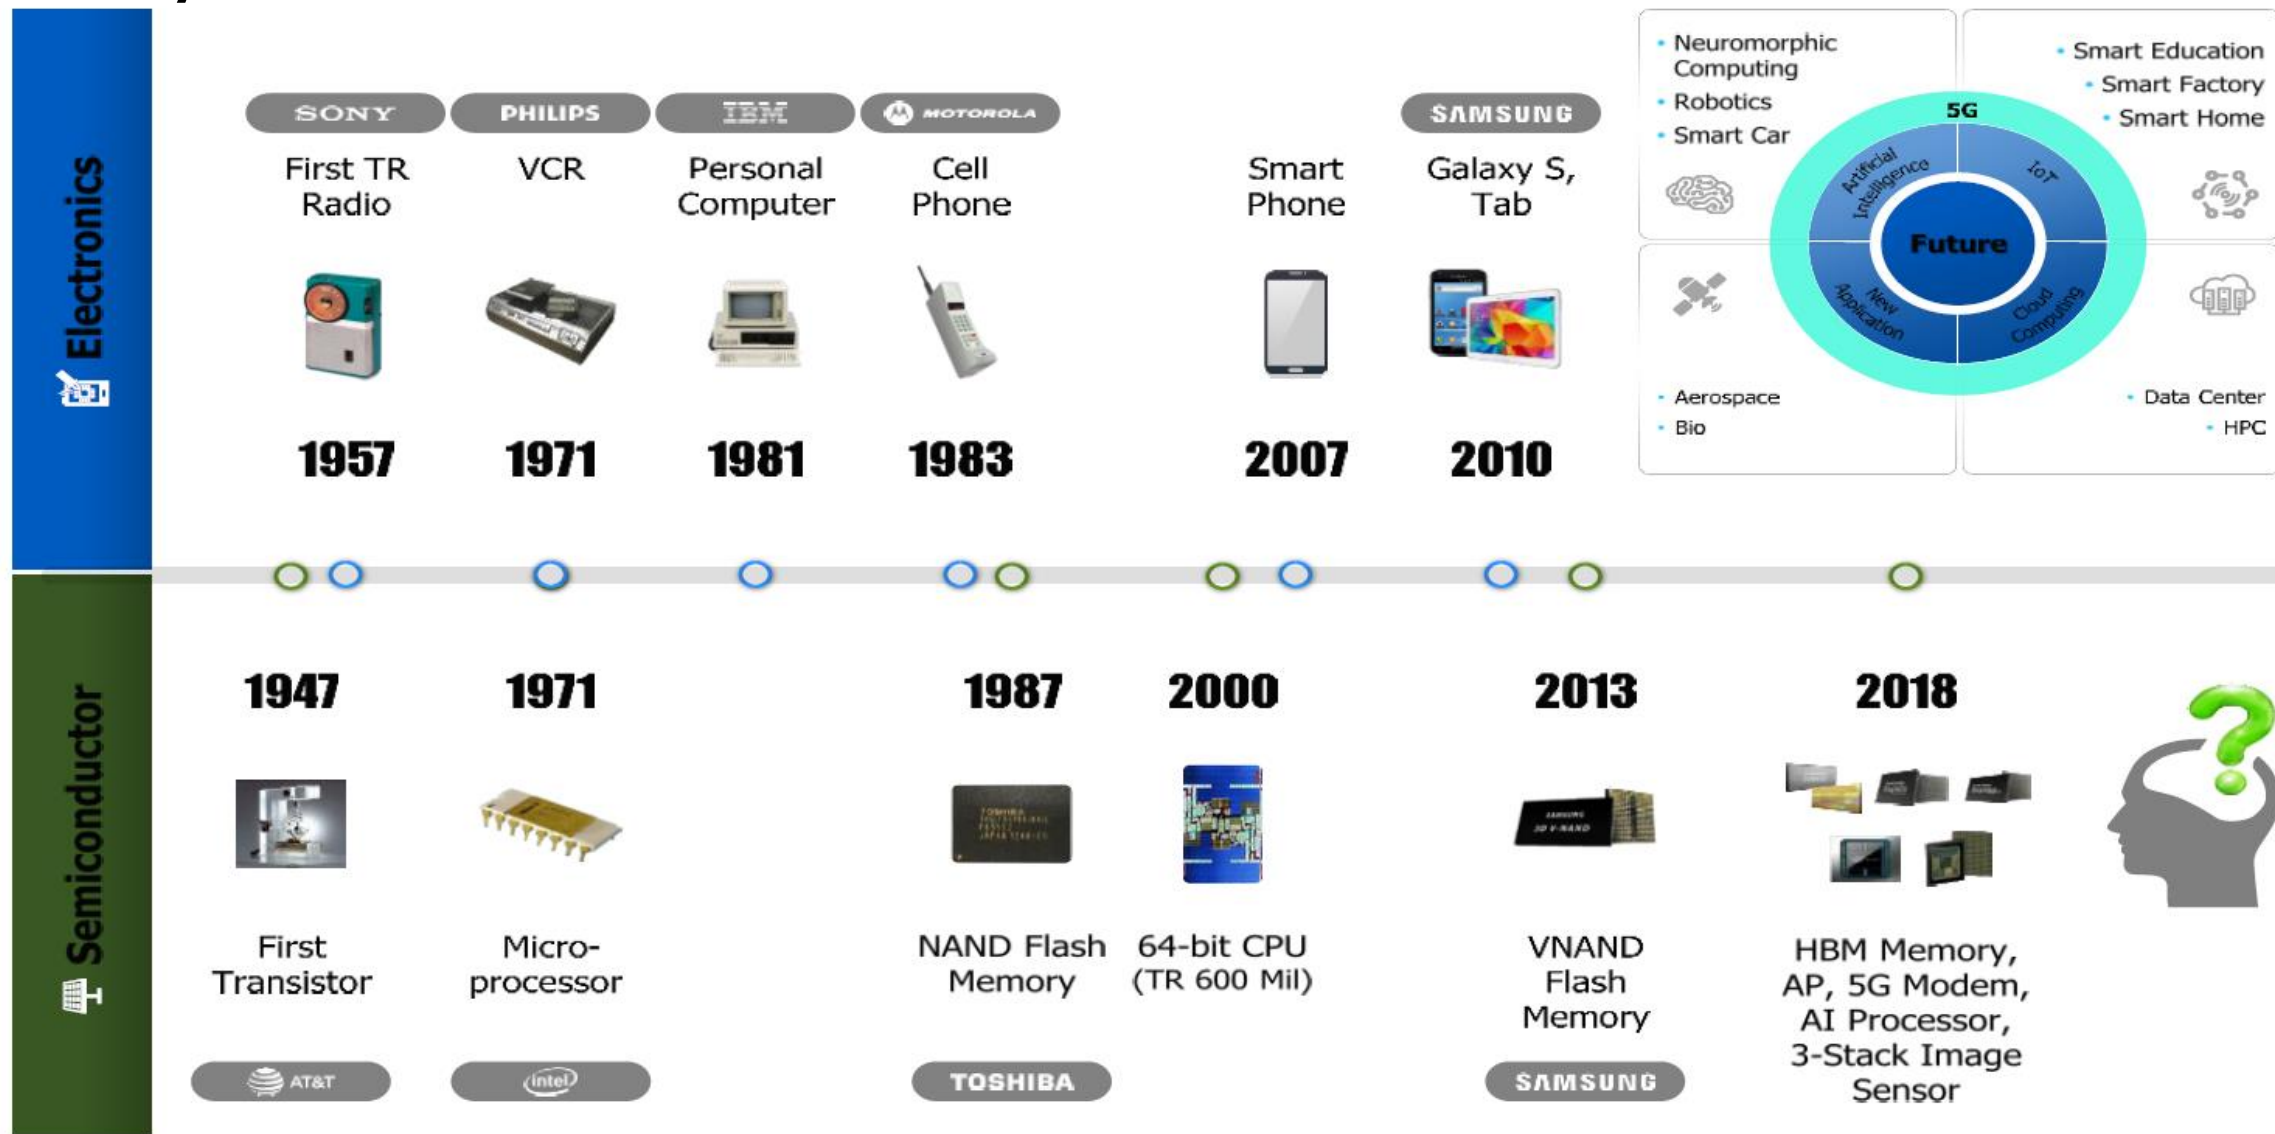 Electronics
SONY
PHILIPS
IBM
MOTOROLA
SAMSUNG
First TR
Radio
VCR
Personal
Computer
Cell
Phone
Smart
Phone
Galaxy S,
Tab
1957
1971
1981
1983
2007
2010
• Neuromorphic
Computing
• Robotics
• Smart Car
• Smart Education
• Smart Factory
• Smart Home
5G
Artificial
Intelligence
IoT
Future
New
Application
Cloud
Computing
• Aerospace
• Bio
• Data Center
• HPC
Semiconductor
1947
1971
1987
2000
2013
2018
TOSHIBA
SAMSUNG
3D V-NAND
First
Transistor
Micro-
processor
NAND Flash
Memory
64-bit CPU
(TR 600 Mil)
VNAND
Flash
Memory
HBM Memory,
AP, 5G Modem,
AI Processor,
3-Stack Image
Sensor
AT&T
intel
TOSHIBA
SAMSUNG